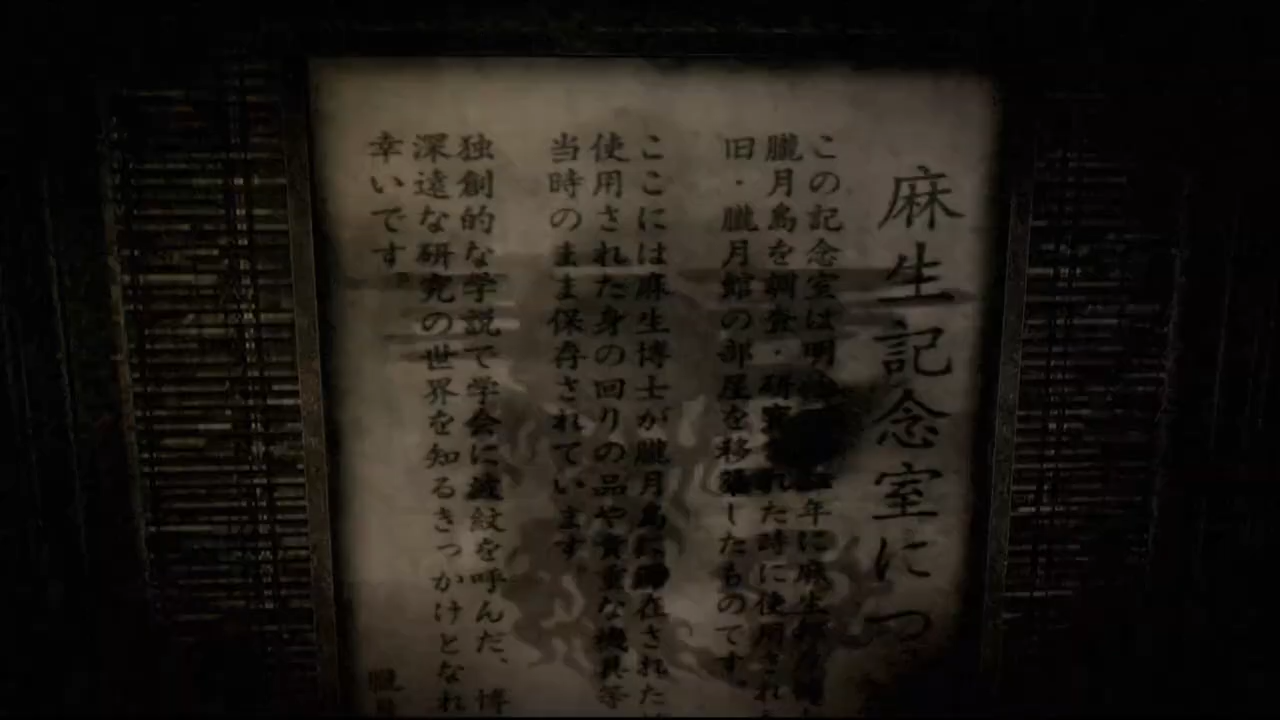 麻生記念室につ
この記念室は明 年に麻生
朧月島を調査・研究された時に使用され
旧・朧月館の部屋を移築したものです。
ここには麻生博士が朧月島に 在された
使用された身の回りの品や貴重な機具等
当時のまま保存されています。
独創的な学説で学会に波紋を呼んだ、博
深遠な研究の世界を知るきっかけとなれ
幸いです。
朧